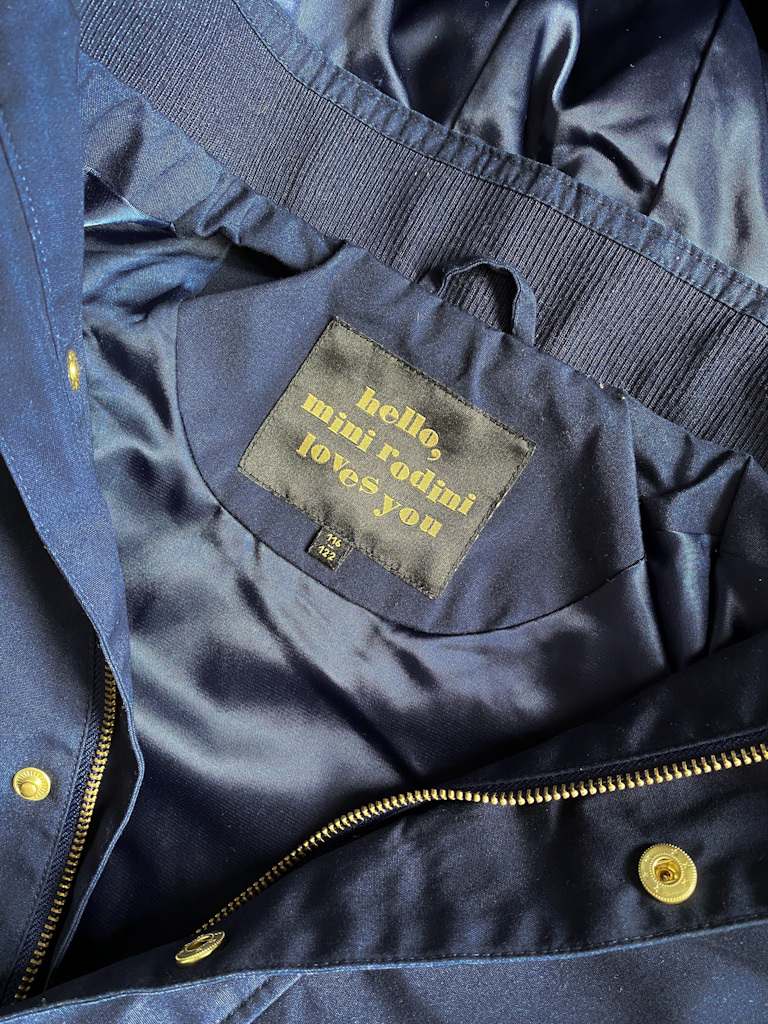 hello,
mini rodini
loves you
116
122